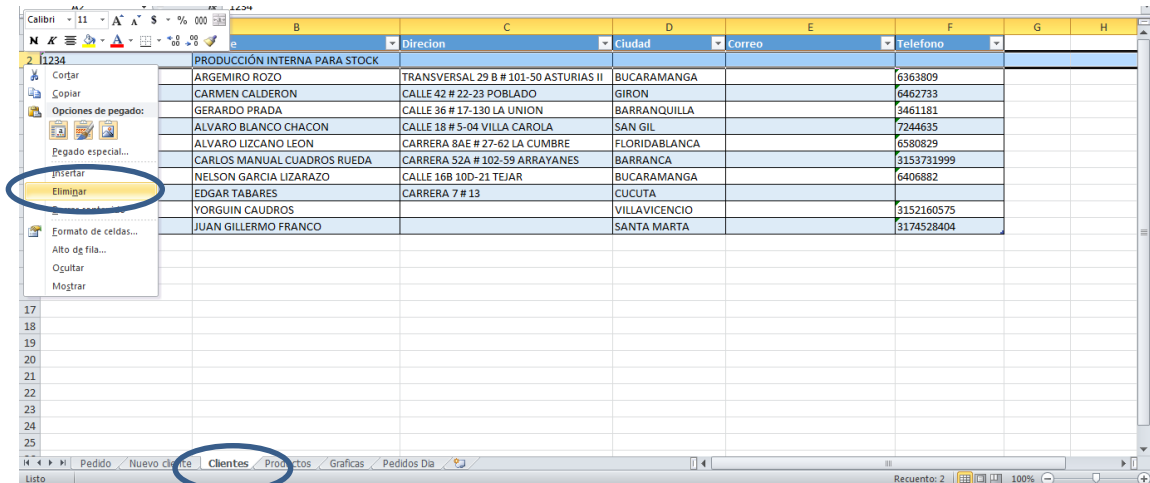 Calibri 11 A A $ % 000
N K A
A2 1234
B C D E F G H
e Direcion Ciudad Correo Telefono
2 1234 PRODUCCIÓN INTERNA PARA STOCK
ARGEMIRO ROZO TRANSVERSAL 29 B # 101-50 ASTURIAS II BUCARAMANGA 6363809
CARMEN CALDERON CALLE 42 # 22-23 POBLADO GIRON 6462733
GERARDO PRADA CALLE 36 # 17-130 LA UNION BARRANQUILLA 3461181
ALVARO BLANCO CHACON CALLE 18 # 5-04 VILLA CAROLA SAN GIL 7244635
ALVARO LIZCANO LEON CARRERA 8AE # 27-62 LA CUMBRE FLORIDABLANCA 6580829
CARLOS MANUAL CUADROS RUEDA CARRERA 52A # 102-59 ARRAYANES BARRANCA 3153731999
NELSON GARCIA LIZARAZO CALLE 16B 10D-21 TEJAR BUCARAMANGA 6406882
EDGAR TABARES CARRERA 7 # 13 CUCUTA
YORGUIN CAUDROS VILLAVICENCIO 3152160575
JUAN GILLERMO FRANCO SANTA MARTA 3174528404
Cortar
Copiar
Opciones de pegado:
Pegado especial...
Insertar
Eliminar
Formato de celdas...
Alto de fila...
Ocultar
Mostrar
17
18
19
20
21
22
23
24
25
Pedido Nuevo cliente Clientes Productos Graficas Pedidos Dia
Listo Recuento: 2 100%